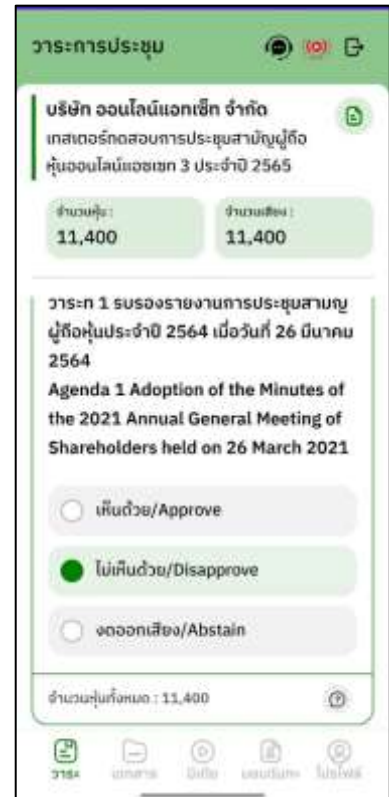 วาระการประชุม
บริษัท ออนไลน์แอทเซ็ท จำกัด
เทสเตอร์ทดสอบการประชุมสามัญผู้ถือ
หุ้นออนไลน์แอซเซท 3 ประจำปี 2565
จำนวนหุ้น :
จำนวนเสียง :
11,400
11,400
วาระที่ 1 รับรองรายงานการประชุมสามัญ
ผู้ถือหุ้นประจำปี 2564 เมื่อวันที่ 26 มีนาคม
2564
Agenda 1 Adoption of the Minutes of
the 2021 Annual General Meeting of
Shareholders held on 26 March 2021
เห็นด้วย/Approve
ไม่เห็นด้วย/Disapprove
งดออกเสียง/Abstain
จำนวนหุ้นทั้งหมด : 11,400
วาระ
เอกสาร
มีเดีย
มอบฉันทะ
โปรไฟล์